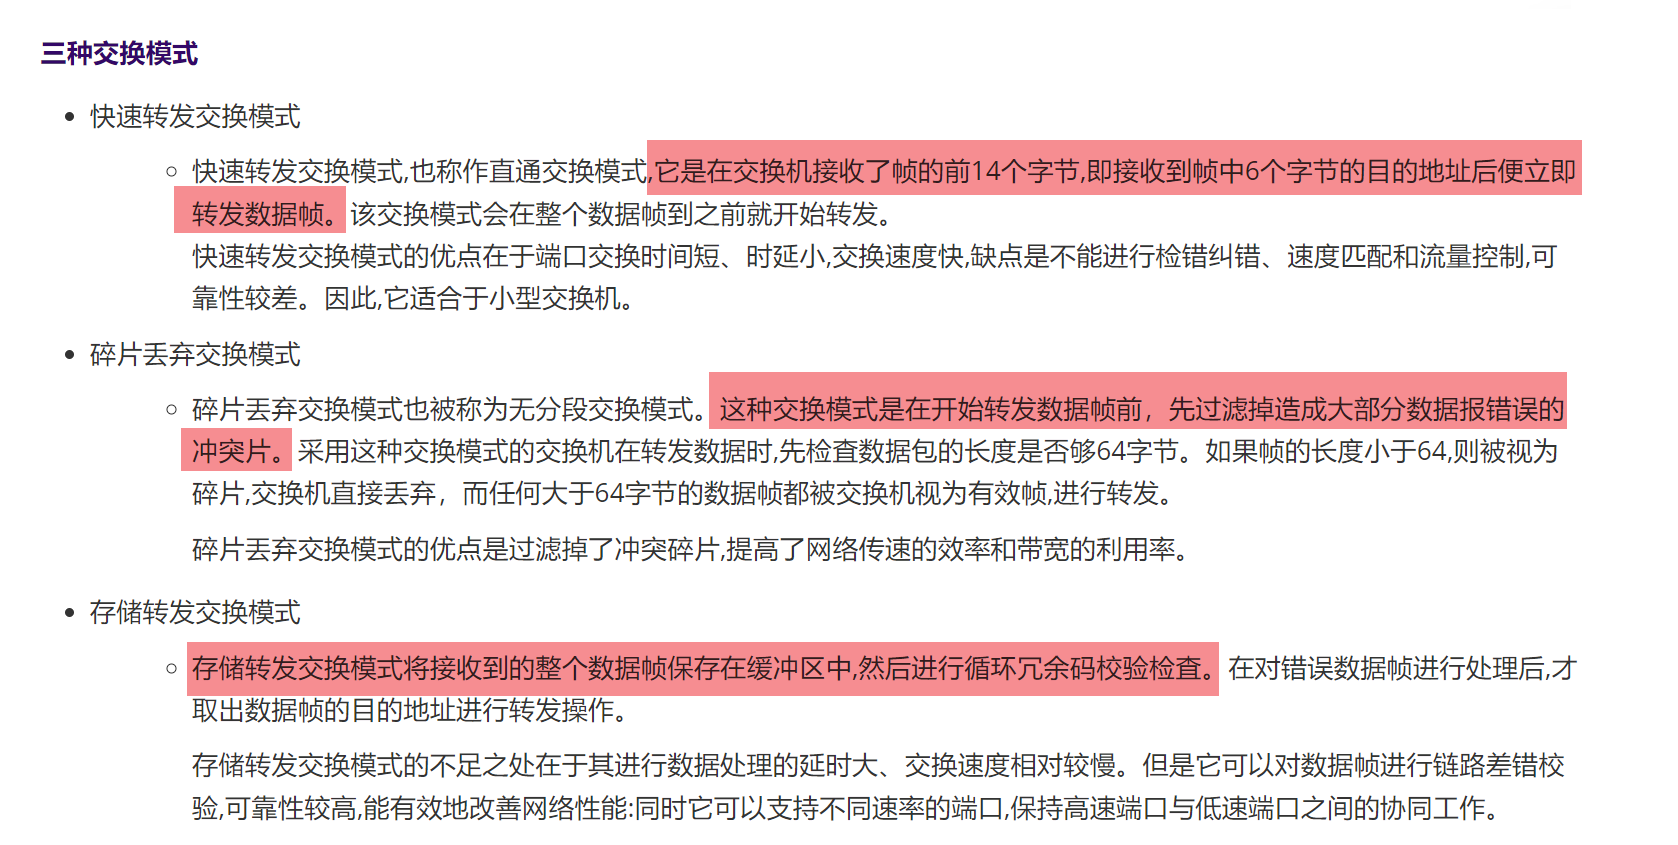 三种交换模式
快速转发交换模式
快速转发交换模式,也称作直通交换模式,它是在交换机接收了帧的前14个字节,即接收到帧中6个字节的目的地址后便立即
转发数据帧。该交换模式会在整个数据帧到之前就开始转发。
快速转发交换模式的优点在于端口交换时间短、时延小,交换速度快,缺点是不能进行检错纠错、速度匹配和流量控制,可
靠性较差。因此,它适合于小型交换机。
碎片丢弃交换模式
碎片丢弃交换模式也被称为无分段交换模式。这种交换模式是在开始转发数据帧前，先过滤掉造成大部分数据报错误的
冲突片。采用这种交换模式的交换机在转发数据时,先检查数据包的长度是否够64字节。如果帧的长度小于64,则被视为
碎片,交换机直接丢弃，而任何大于64字节的数据帧都被交换机视为有效帧,进行转发。
碎片丢弃交换模式的优点是过滤掉了冲突碎片,提高了网络传速的效率和带宽的利用率。
存储转发交换模式
存储转发交换模式将接收到的整个数据帧保存在缓冲区中,然后进行循环冗余码校验检查。在对错误数据帧进行处理后,才
取出数据帧的目的地址进行转发操作。
存储转发交换模式的不足之处在于其进行数据处理的延时大、交换速度相对较慢。但是它可以对数据帧进行链路差错校
验,可靠性较高,能有效地改善网络性能:同时它可以支持不同速率的端口,保持高速端口与低速端口之间的协同工作。